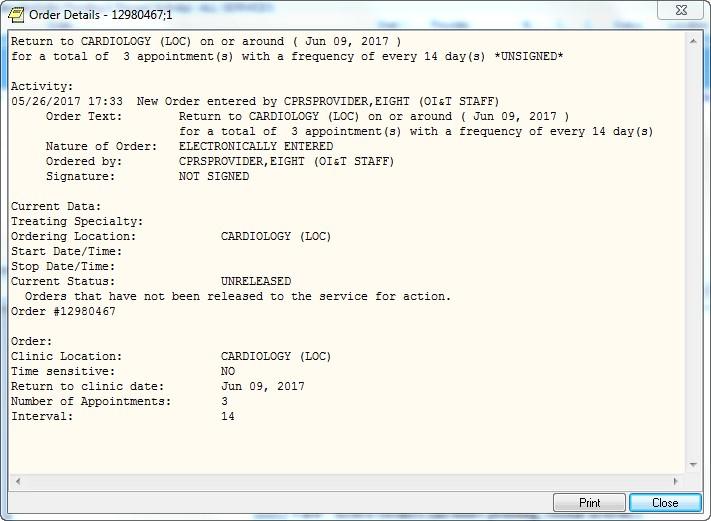 Order Details - 12980467;1
Return to CARDIOLOGY (LOC) on or around ( Jun 09, 2017 )
for a total of  3 appointment(s) with a frequency of every 14 day(s) *UNSIGNED*
Activity:
05/26/2017 17:33  New Order entered by CPRSPROVIDER,EIGHT (OI&T STAFF)
Order Text:        Return to CARDIOLOGY (LOC) on or around ( Jun 09, 2017 )
for a total of  3 appointment(s) with a frequency of every 14 day(s)
Nature of Order:   ELECTRONICALLY ENTERED
Ordered by:        CPRSPROVIDER,EIGHT (OI&T STAFF)
Signature:         NOT SIGNED
Current Data:
Treating Specialty:
Ordering Location:             CARDIOLOGY (LOC)
Start Date/Time:
Stop Date/Time:
Current Status:                UNRELEASED
Orders that have not been released to the service for action.
Order #12980467
Order:
Clinic Location:               CARDIOLOGY (LOC)
Time sensitive:                NO
Return to clinic date:         Jun 09, 2017
Number of Appointments:        3
Interval:                      14
Print    Close